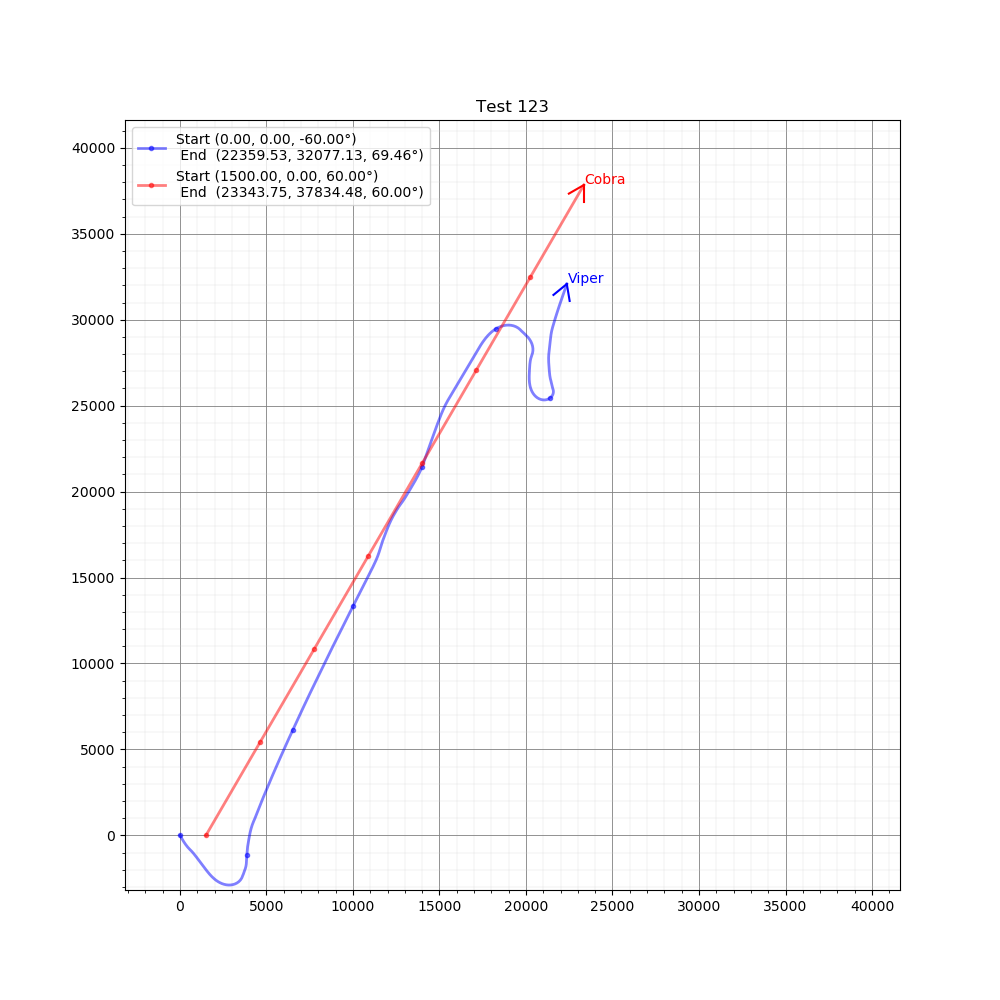 Test 123
Start (0.00, 0.00, -60.00°)
End (22359.53, 32077.13, 69.46°)
Start (1500.00, 0.00, 60.00°)
End (23343.75, 37834.48, 60.00°)
Cobra
Viper
40000
35000
30000
25000
20000
15000
10000
5000
0
0 5000 10000 15000 20000 25000 30000 35000 40000